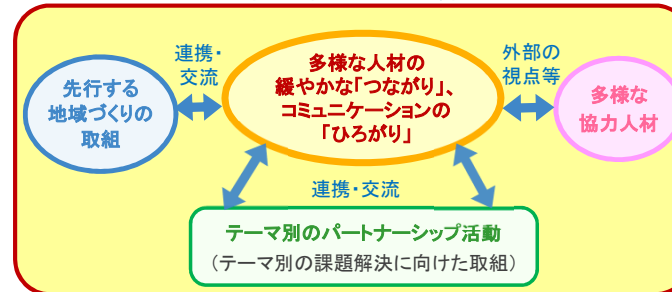 連携・
交流
先行する
地域づくりの
取組
多様な人材の
緩やかな「つながり」、
コミュニケーションの
「ひろがり」
外部の
視点等
多様な
協力人材
連携・交流
テーマ別のパートナーシップ活動
（テーマ別の課題解決に向けた取組）